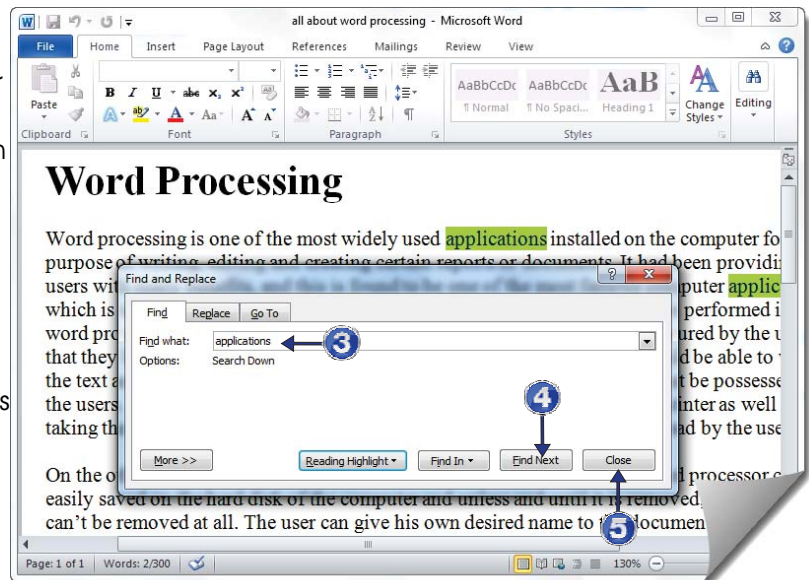 all about word processing - Microsoft Word
File Home Insert Page Layout References Mailings Review View
B I U abe X₂ X²
Aa A A
AaBbCcDc AaBbCcDc AaB
¶ Normal ¶ No Spaci... Heading 1
Paste
Change Styles
Editing
Clipboard Font Paragraph Styles
Word Processing
Word processing is one of the most widely used applications installed on the computer fo
purpose of writing, editing and creating certain reports or documents. It had been providi
users wit puter applic
which is performed i
word pro ured by the u
that they d be able to
the text a t be possesse
the users inter as well
taking th ad by the use
Find and Replace
Find Replace Go To
Find what: applications 3
Options: Search Down
4
More >> Reading Highlight Find In Find Next Close
5
On the o d processor c
easily saved on the hard disk of the computer and unless and until it is removed,
can't be removed at all. The user can give his own desired name to t document
Page: 1 of 1 Words: 2/300 130%